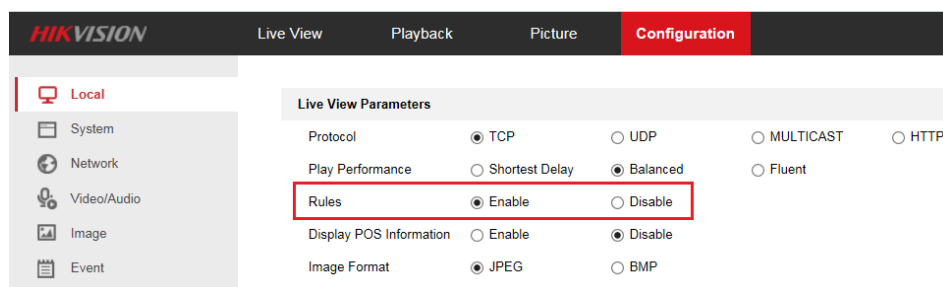 HIKVISION Live View Playback Picture Configuration
Local
System
Network
Video/Audio
Image
Event
Live View Parameters
Protocol TCP UDP MULTICAST HTTP
Play Performance Shortest Delay Balanced Fluent
Rules Enable Disable
Display POS Information Enable Disable
Image Format JPEG BMP